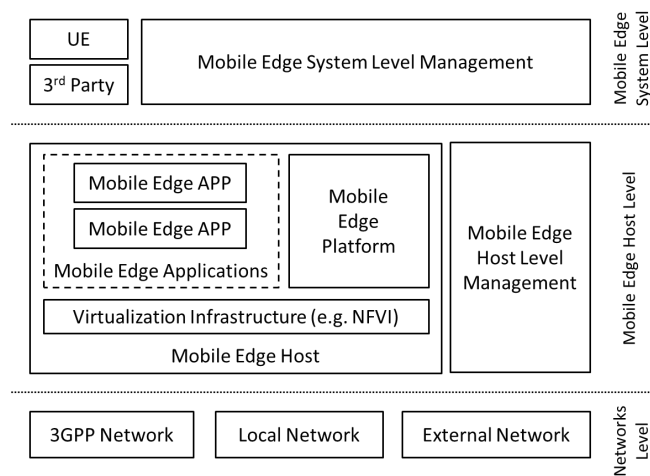 UE
3rd Party
Mobile Edge System Level Management
Mobile Edge
System Level
Mobile Edge APP
Mobile Edge APP
Mobile Edge Applications
Mobile
Edge
Platform
Virtualization Infrastructure (e.g. NFVI)
Mobile Edge Host
Mobile Edge
Host Level
Management
Mobile Edge Host Level
3GPP Network
Local Network
External Network
Networks
Level